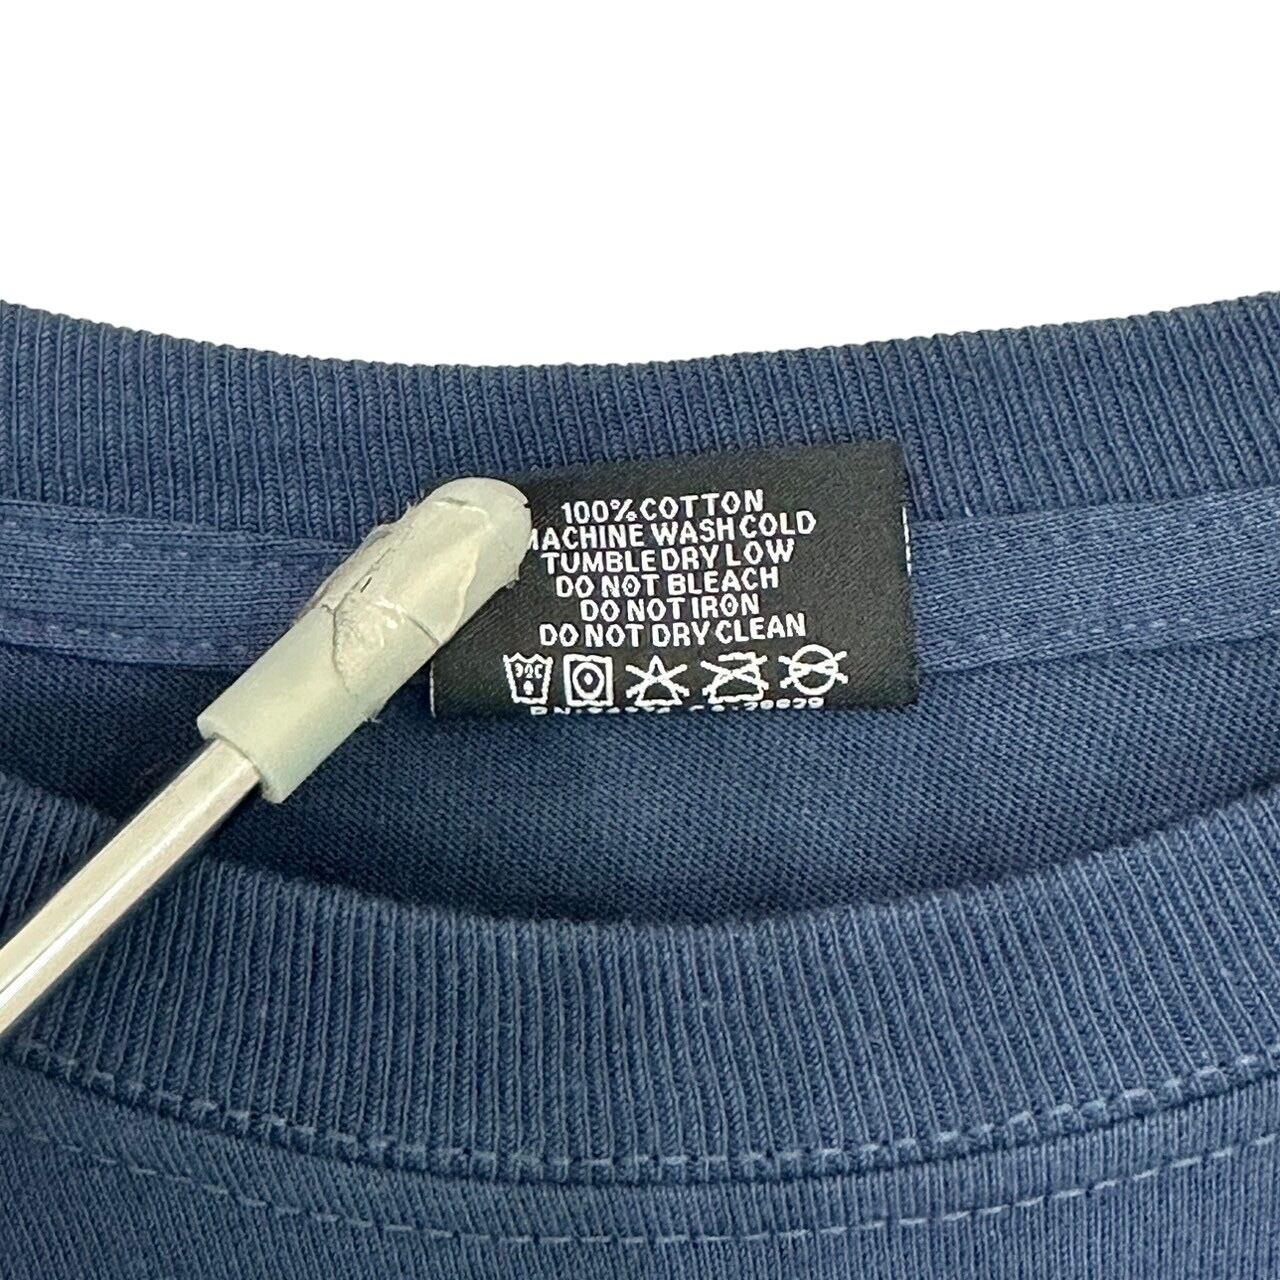 100% COTTON
MACHINE WASH COLD
TUMBLE DRY LOW
DO NOT BLEACH
DO NOT IRON
DO NOT DRY CLEAN